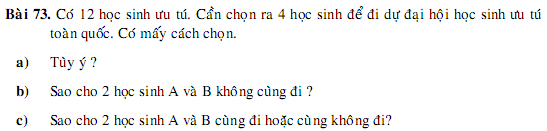 Bài 73. Có 12 học sinh ưu tú. Cần chọn ra 4 học sinh để đi dự đại hội học sinh ưu tú
toàn quốc. Có mấy cách chọn.
a) Tùy ý ?
b) Sao cho 2 học sinh A và B không cùng đi ?
c) Sao cho 2 học sinh A và B cùng đi hoặc cùng không đi?